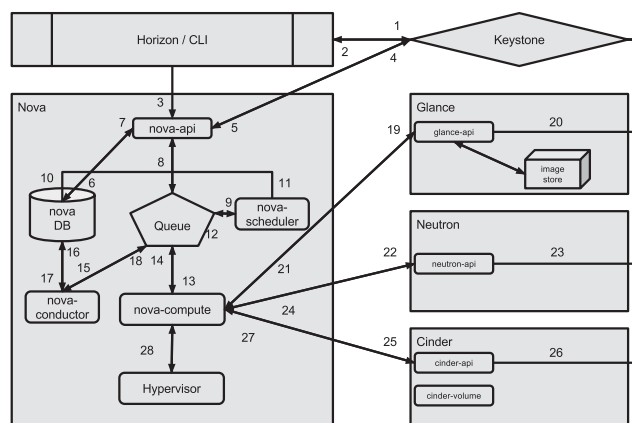 1
Horizon / CLI
Keystone
2
4
3
Nova
Glance
7
nova-api
5
19
glance-api
20
8
10
6
11
image
store
9
nova
DB
Queue
nova-
scheduler
12
Neutron
16
15
18
14
21
22
23
neutron-api
17
13
nova-
conductor
nova-compute
24
Cinder
27
25
26
28
cinder-api
Hypervisor
cinder-volume